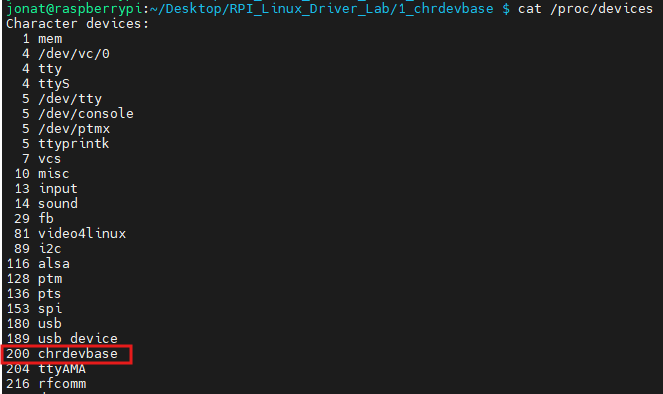 jonat@raspberrypi:~/Desktop/RPI_Linux_Driver_Lab/1_chrdevbase $ cat /proc/devices
Character devices:
  1 mem
  4 /dev/vc/0
  4 tty
  4 ttyS
  5 /dev/tty
  5 /dev/console
  5 /dev/ptmx
  5 ttyprintk
  7 vcs
 10 misc
 13 input
 14 sound
 29 fb
 81 video4linux
 89 i2c
116 alsa
128 ptm
136 pts
153 spi
180 usb
189 usb_device
200 chrdevbase
204 ttyAMA
216 rfcomm